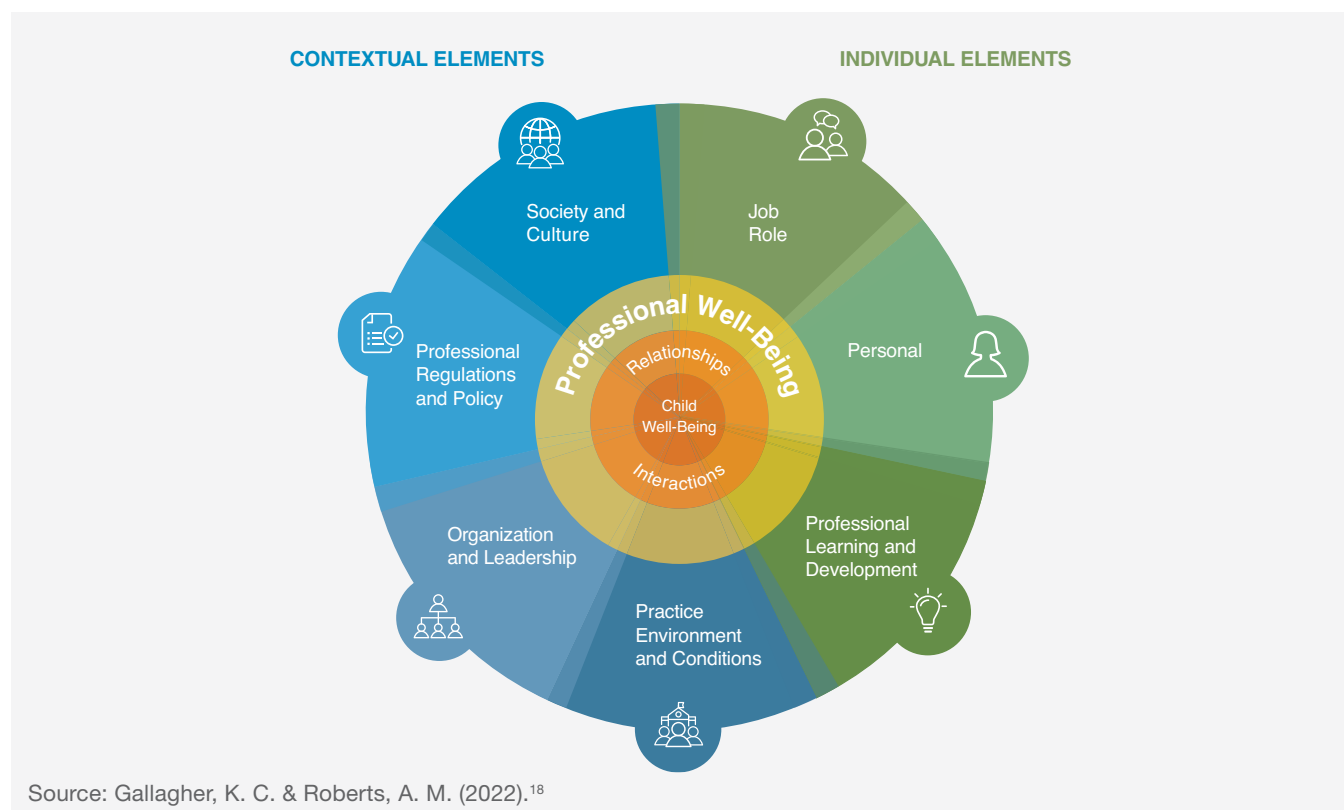 CONTEXTUAL ELEMENTS
INDIVIDUAL ELEMENTS
Society and
Culture
Job
Role
Professional
Regulations
and Policy
Personal
Professional Well-Being
Relationships
Child
Well-Being
Interactions
Organization
and Leadership
Professional
Learning and
Development
Practice
Environment
and Conditions
Source: Gallagher, K. C. & Roberts, A. M. (2022).¹⁸